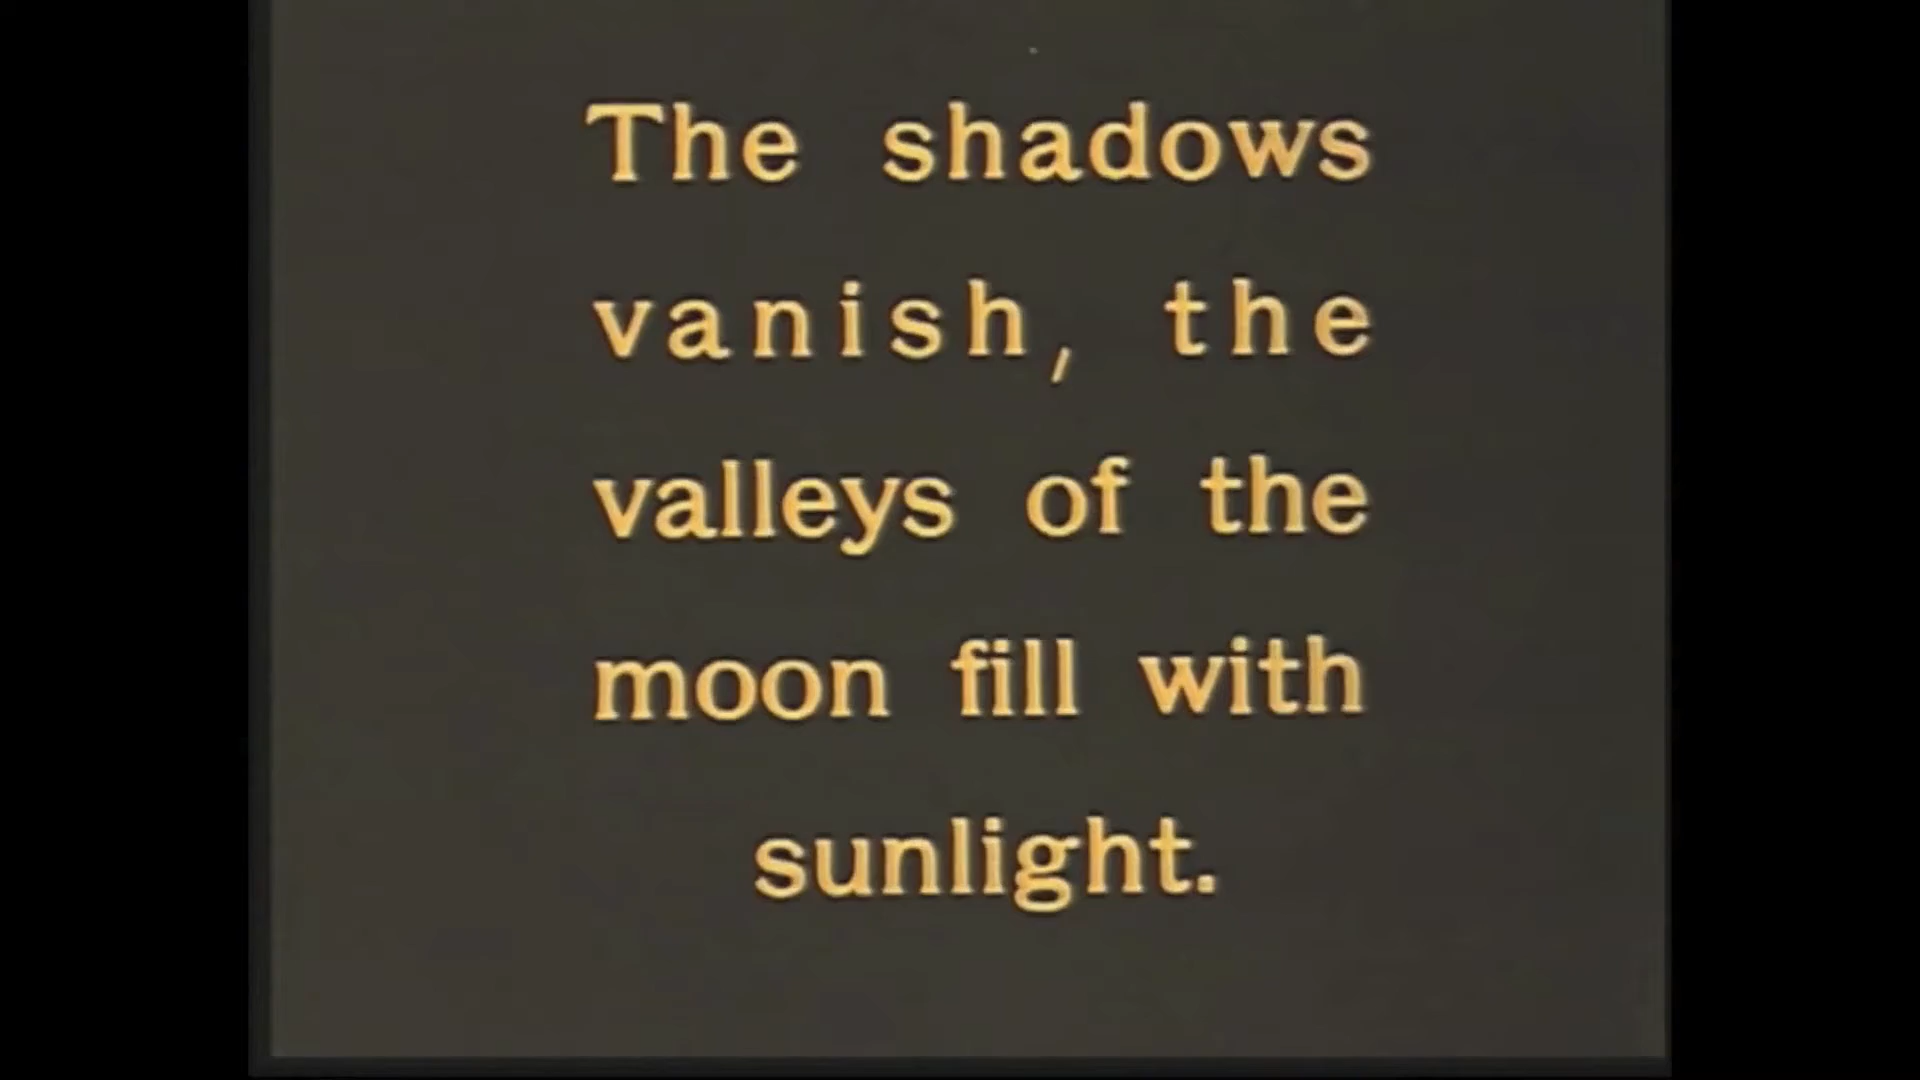 The shadows
vanish, the
valleys of the
moon fill with
sunlight.